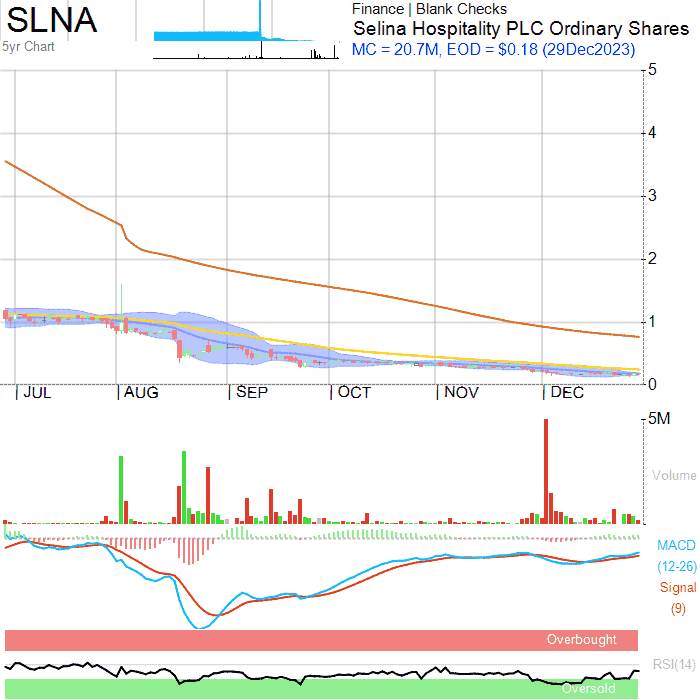 SLNA
5yr Chart
Finance | Blank Checks
Selina Hospitality PLC Ordinary Shares
MC = 20.7M, EOD = $0.18 (29Dec2023)
5
4
3
2
1
0
JUL AUG SEP OCT NOV DEC
5M
Volume
MACD
(12-26)
Signal
(9)
Overbought
RSI(14)
Oversold